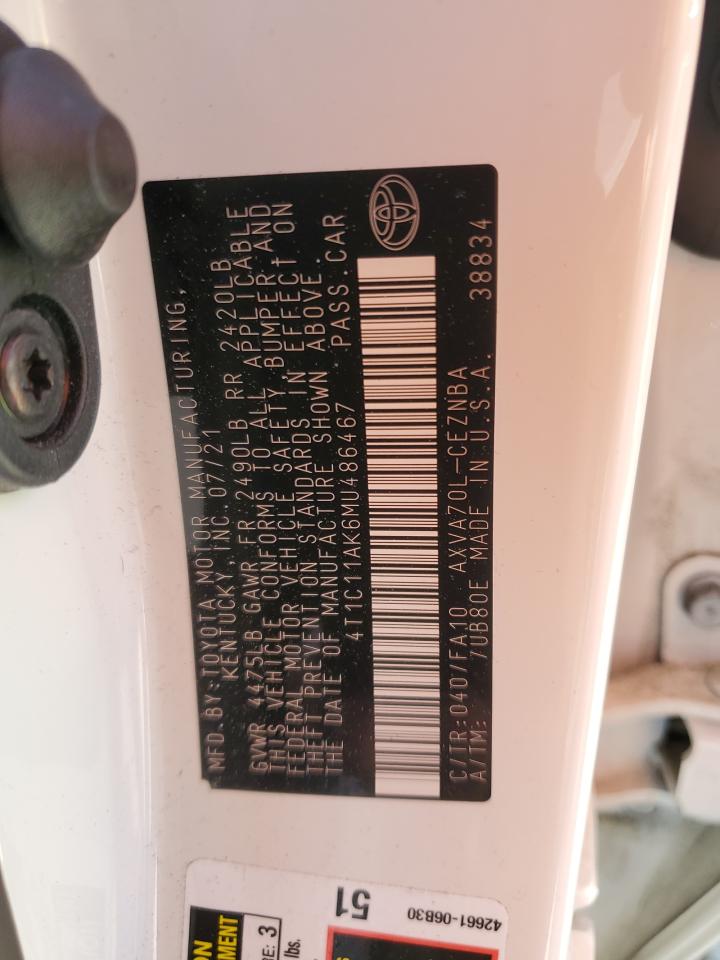 MFD. BY: TOYOTA MOTOR MANUFACTURING,
KENTUCKY, INC. 07/21
GVWR 4475LB GAWR FR 2490LB RR 2420LB
THIS VEHICLE CONFORMS TO ALL APPLICABLE
FEDERAL MOTOR VEHICLE SAFETY BUMPER AND
THEFT PREVENTION STANDARDS IN EFFECT ON
THE DATE OF MANUFACTURE SHOWN ABOVE.
4T1C11AK6MU486467 PASS.CAR
C/TR: 040/FA10 AXVA70L-CEZNBA
A/TM: /UB80E MADE IN U.S.A. 38834
51
42661-06B30
3
lbs.